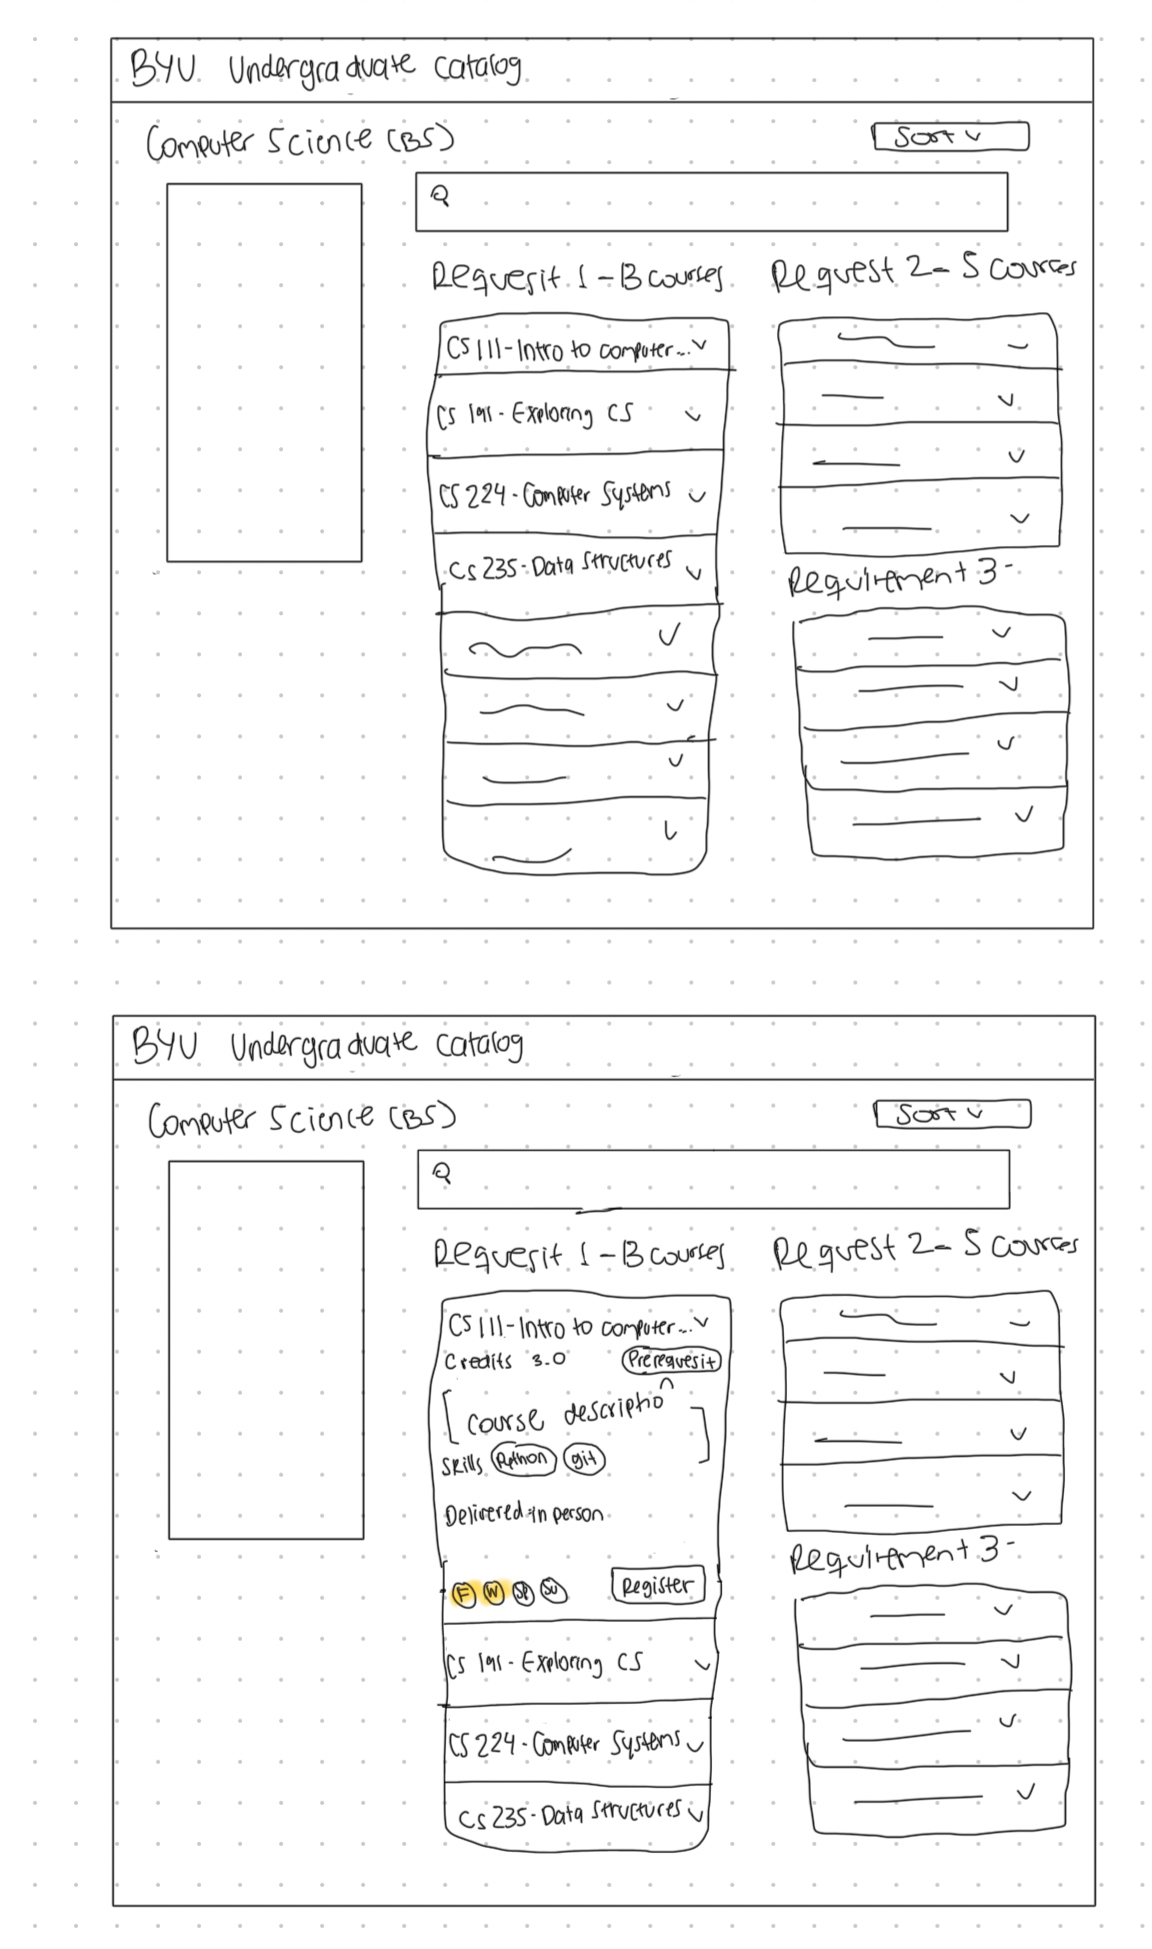 BYU Undergraduate Catalog
Computer Science (BS)
Sort
Requesit 1 - 13 courses
Request 2 - 5 cources
CS 111 - Intro to computer...
CS 191 - Exploring CS
CS 224 - Computer Systems
CS 235 - Data Structures
Requirement 3 -
BYU Undergraduate Catalog
Computer Science (BS)
Sort
Requesit 1 - 13 courses
Request 2 - 5 cources
CS 111 - Intro to computer...
Credits 3.0 Prerequesit
[course description]
Skills Python git
Delivered: in person
F W SP SU Register
CS 191 - Exploring CS
CS 224 - Computer Systems
CS 235 - Data Structures
Requirement 3 -